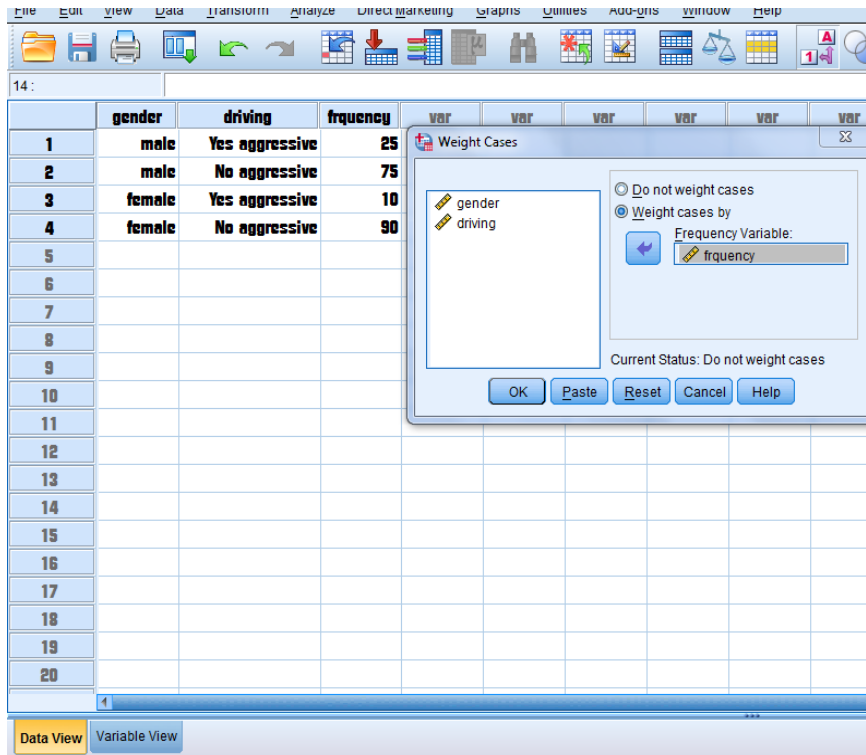 File Edit View Data Transform Analyze Direct Marketing Graphs Utilities Add-ons Window Help
1 A
14 :
gender driving frquency var var var var var var
1 male Yes aggressive 25
2 male No aggressive 75
3 female Yes aggressive 10
4 female No aggressive 90
5
6
7
8
9
10
11
12
13
14
15
16
17
18
19
20
Weight Cases
gender
driving
Do not weight cases
Weight cases by
Frequency Variable:
frquency
Current Status: Do not weight cases
OK Paste Reset Cancel Help
Data View Variable View